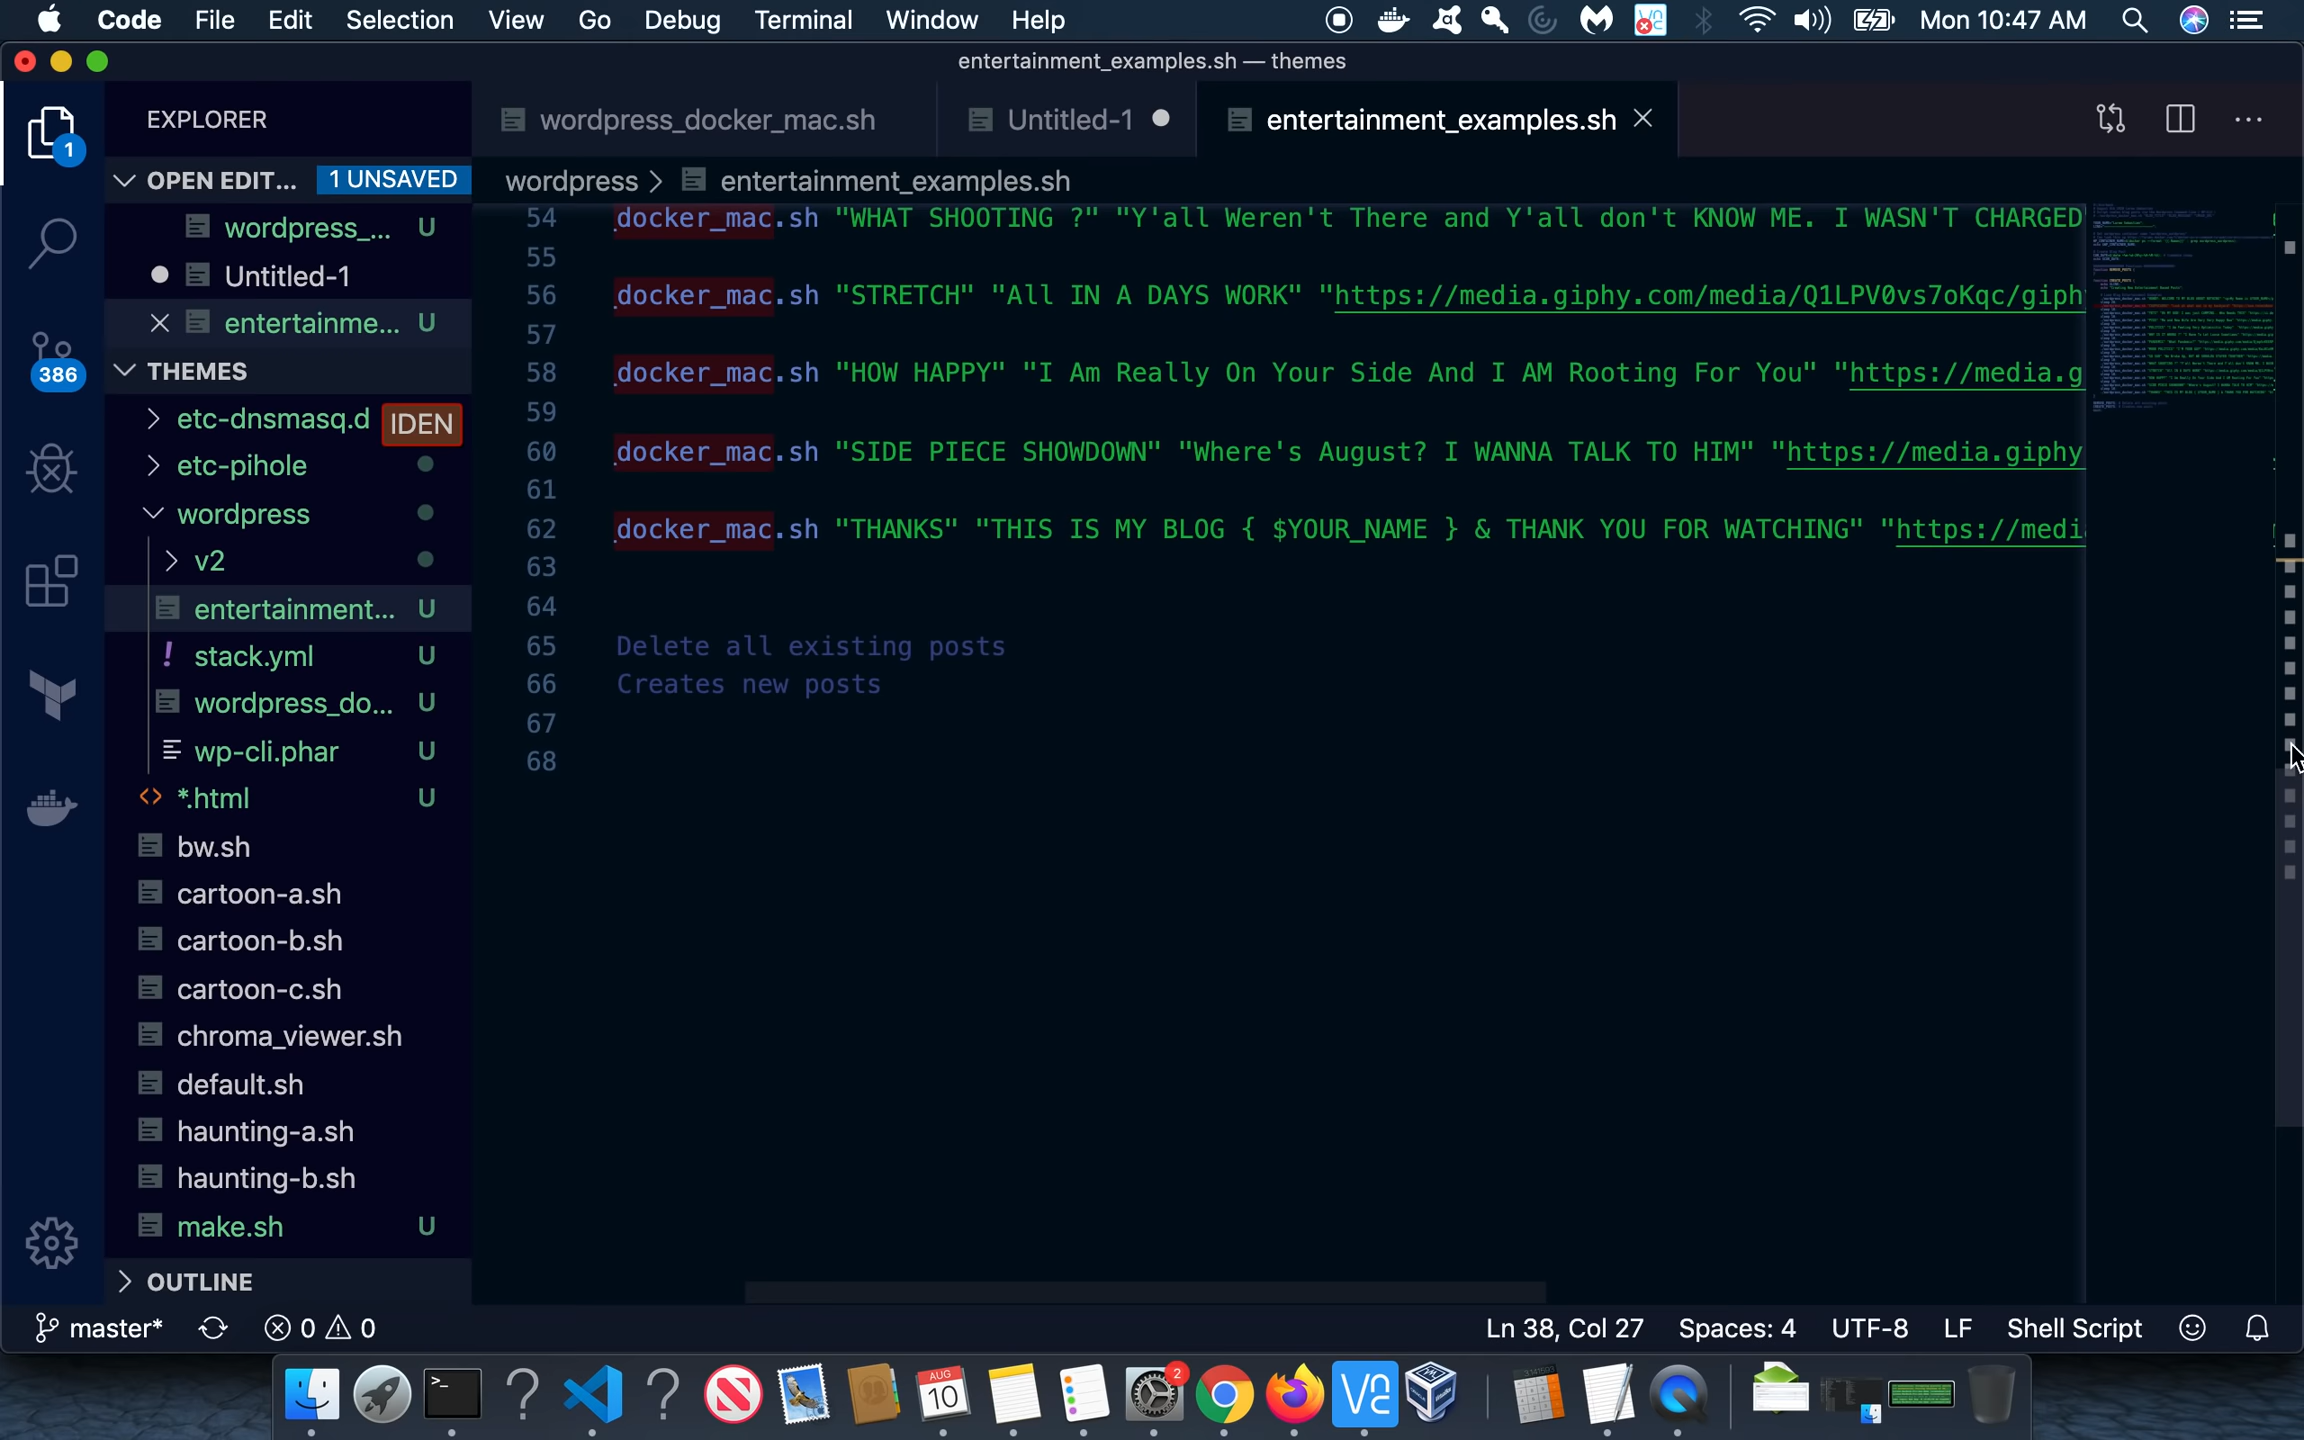 Code File Edit Selection View Go Debug Terminal Window Help Mon 10:47 AM
entertainment_examples.sh — themes
EXPLORER
wordpress_docker_mac.sh Untitled-1 entertainment_examples.sh
OPEN EDIT... 1 UNSAVED
wordpress_... U
Untitled-1
entertainme... U
THEMES
etc-dnsmasq.d IDEN
etc-pihole
wordpress
v2
entertainment... U
stack.yml U
wordpress_do... U
wp-cli.phar U
*.html U
bw.sh
cartoon-a.sh
cartoon-b.sh
cartoon-c.sh
chroma_viewer.sh
default.sh
haunting-a.sh
haunting-b.sh
make.sh U
OUTLINE
1
386
wordpress > entertainment_examples.sh
54 _docker_mac.sh "WHAT SHOOTING ?" "Y'all Weren't There and Y'all don't KNOW ME. I WASN'T CHARGED
55
56 _docker_mac.sh "STRETCH" "All IN A DAYS WORK" "https://media.giphy.com/media/Q1LPV0vs7oKqc/giph
57
58 _docker_mac.sh "HOW HAPPY" "I Am Really On Your Side And I AM Rooting For You" "https://media.g
59
60 _docker_mac.sh "SIDE PIECE SHOWDOWN" "Where's August? I WANNA TALK TO HIM" "https://media.giphy
61
62 _docker_mac.sh "THANKS" "THIS IS MY BLOG { $YOUR_NAME } & THANK YOU FOR WATCHING" "https://medi
63
64
65 Delete all existing posts
66 Creates new posts
67
68
master* 0 0 Ln 38, Col 27 Spaces: 4 UTF-8 LF Shell Script
AUG
10
2